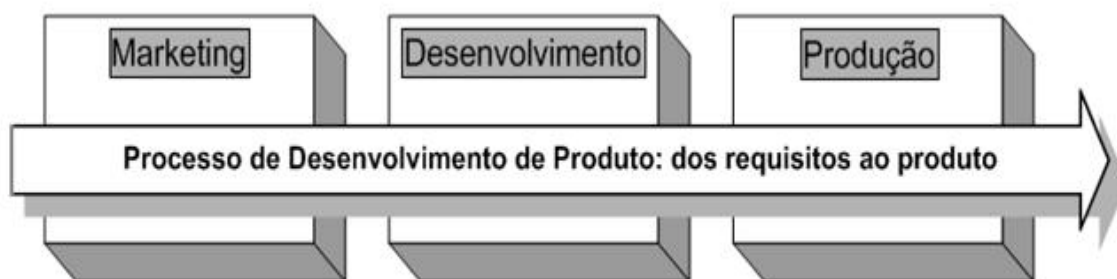 Marketing
Desenvolvimento
Produção
Processo de Desenvolvimento de Produto: dos requisitos ao produto